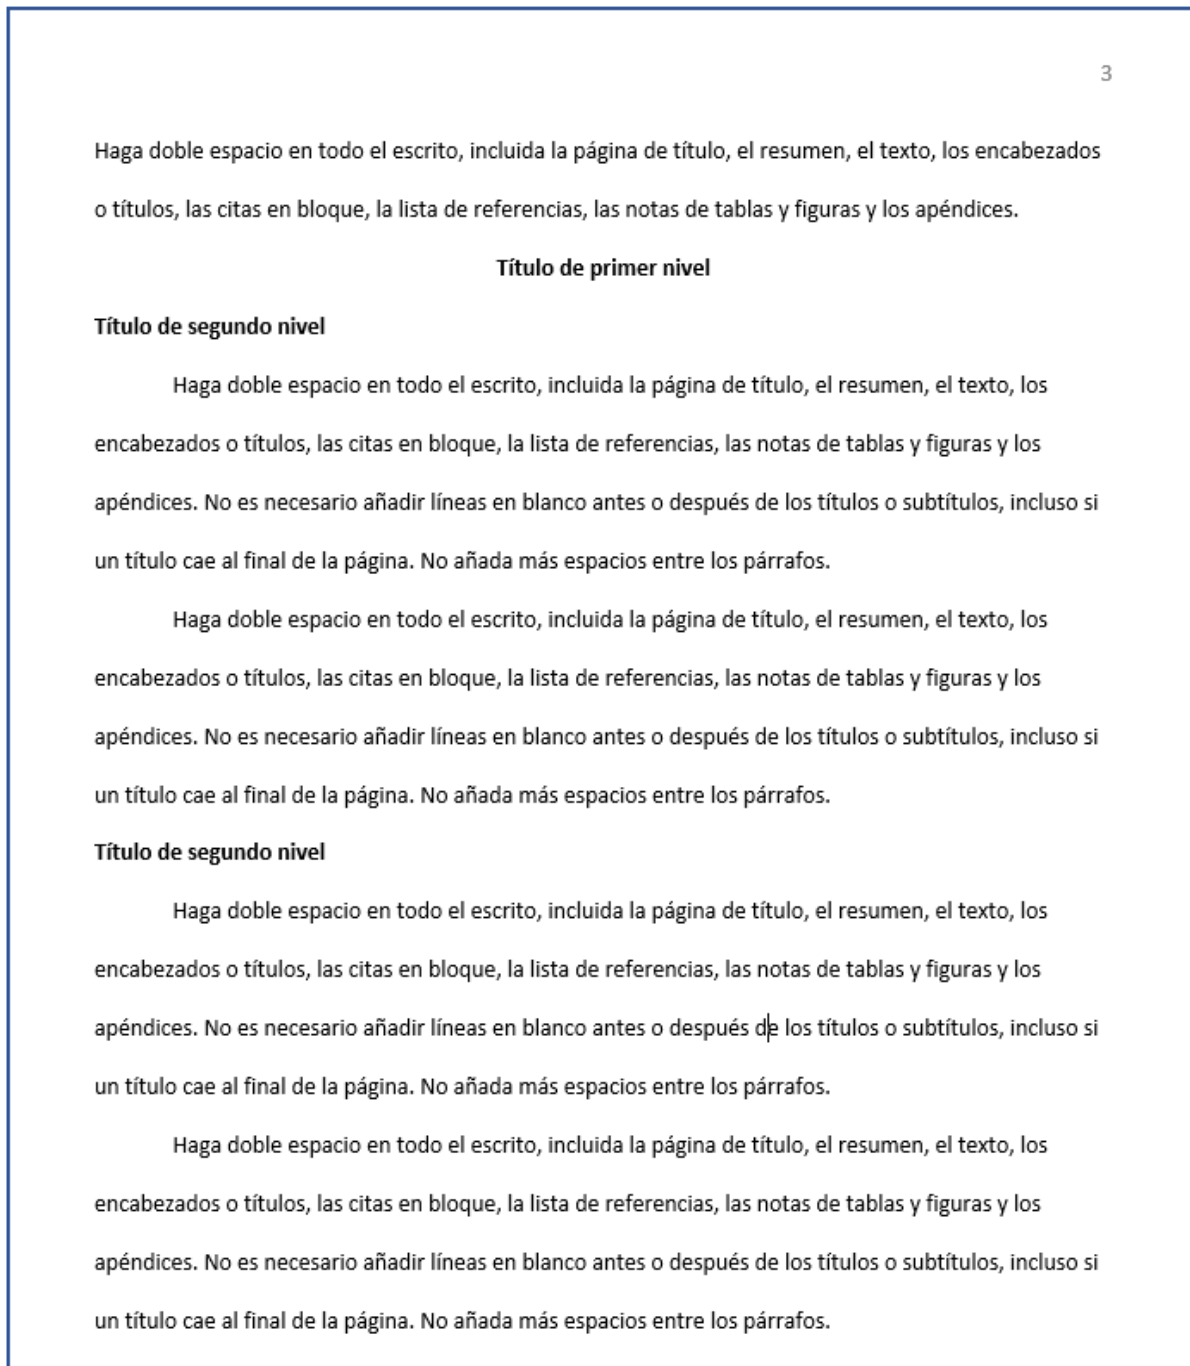 3
Haga doble espacio en todo el escrito, incluida la página de título, el resumen, el texto, los encabezados
o títulos, las citas en bloque, la lista de referencias, las notas de tablas y figuras y los apéndices.
Título de primer nivel
Título de segundo nivel
Haga doble espacio en todo el escrito, incluida la página de título, el resumen, el texto, los
encabezados o títulos, las citas en bloque, la lista de referencias, las notas de tablas y figuras y los
apéndices. No es necesario añadir líneas en blanco antes o después de los títulos o subtítulos, incluso si
un título cae al final de la página. No añada más espacios entre los párrafos.
Haga doble espacio en todo el escrito, incluida la página de título, el resumen, el texto, los
encabezados o títulos, las citas en bloque, la lista de referencias, las notas de tablas y figuras y los
apéndices. No es necesario añadir líneas en blanco antes o después de los títulos o subtítulos, incluso si
un título cae al final de la página. No añada más espacios entre los párrafos.
Título de segundo nivel
Haga doble espacio en todo el escrito, incluida la página de título, el resumen, el texto, los
encabezados o títulos, las citas en bloque, la lista de referencias, las notas de tablas y figuras y los
apéndices. No es necesario añadir líneas en blanco antes o después de los títulos o subtítulos, incluso si
un título cae al final de la página. No añada más espacios entre los párrafos.
Haga doble espacio en todo el escrito, incluida la página de título, el resumen, el texto, los
encabezados o títulos, las citas en bloque, la lista de referencias, las notas de tablas y figuras y los
apéndices. No es necesario añadir líneas en blanco antes o después de los títulos o subtítulos, incluso si
un título cae al final de la página. No añada más espacios entre los párrafos.